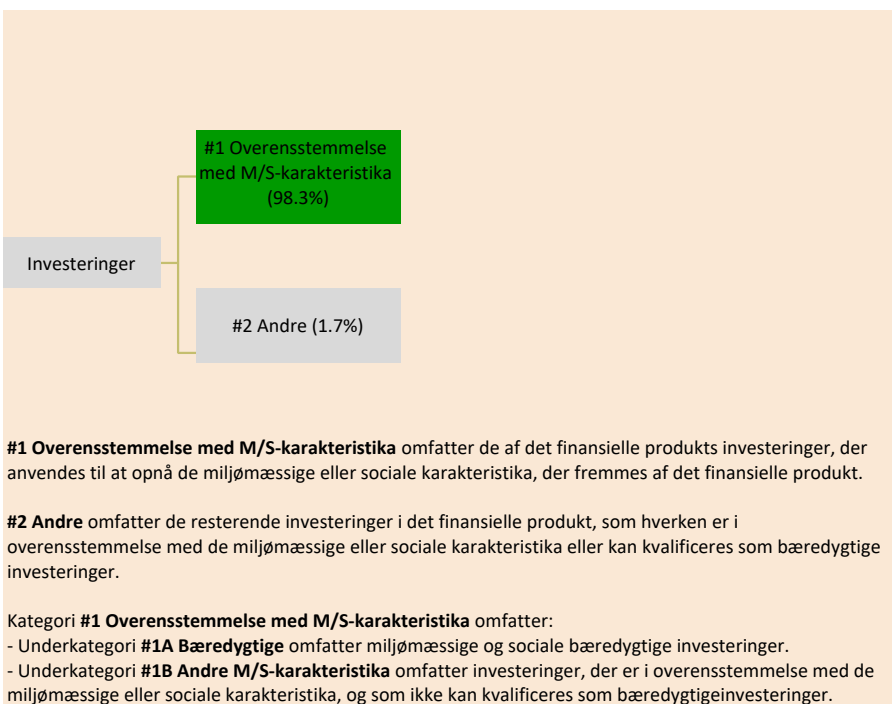 #1 Overensstemmelse
med M/S-karakteristika
(98.3%)
Investeringer
#2 Andre (1.7%)
#1 Overensstemmelse med M/S-karakteristika omfatter de af det finansielle produkts investeringer, der
anvendes til at opnå de miljømæssige eller sociale karakteristika, der fremmes af det finansielle produkt.
#2 Andre omfatter de resterende investeringer i det finansielle produkt, som hverken er i
overensstemmelse med de miljømæssige eller sociale karakteristika eller kan kvalificeres som bæredygtige
investeringer.
Kategori #1 Overensstemmelse med M/S-karakteristika omfatter:
- Underkategori #1A Bæredygtige omfatter miljømæssige og sociale bæredygtige investeringer.
- Underkategori #1B Andre M/S-karakteristika omfatter investeringer, der er i overensstemmelse med de
miljømæssige eller sociale karakteristika, og som ikke kan kvalificeres som bæredygtigeinvesteringer.